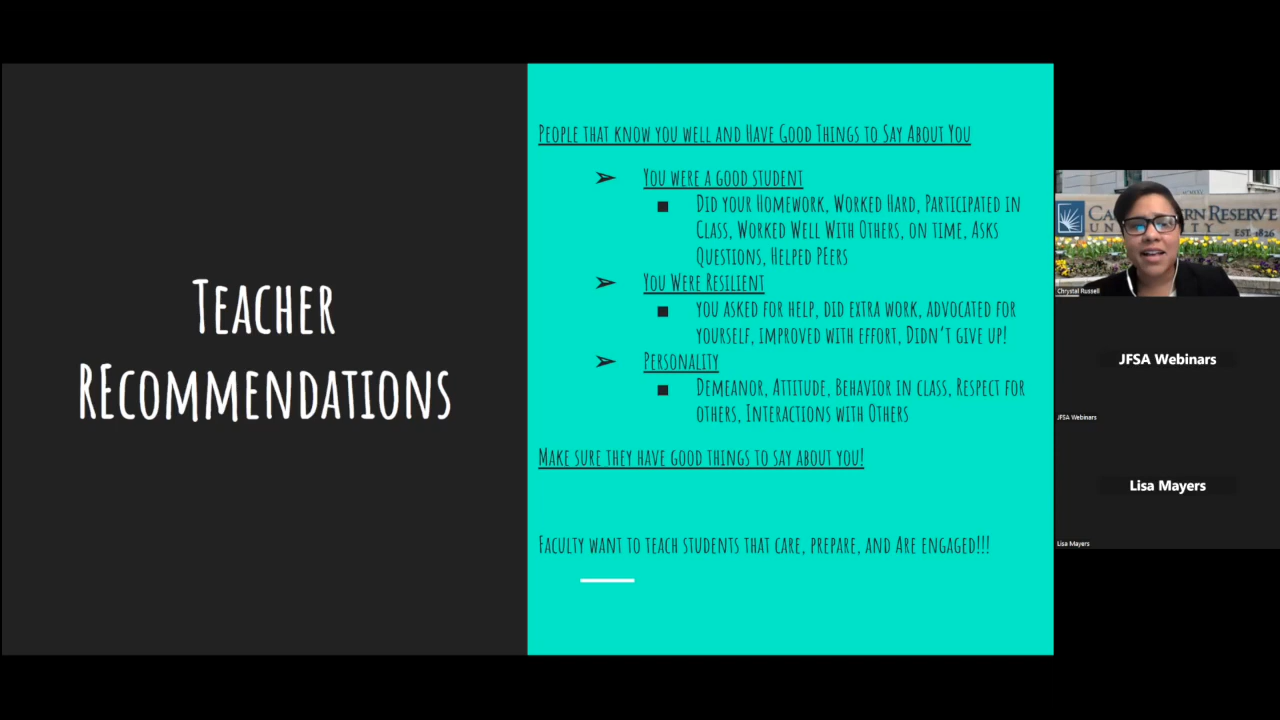 Teacher
REcommendations
People that know you well and Have Good Things to Say About You
You were a good student
Did your Homework, Worked Hard, Participated in
Class, Worked Well With Others, on time, Asks
Questions, Helped PEers
You Were Resilient
you asked for help, did extra work, advocated for
yourself, improved with effort, Didn't give up!
Personality
Demeanor, Attitude, Behavior in class, Respect for
others, Interactions with Others
Make sure they have good things to say about you!
Faculty want to teach students that care, prepare, and Are engaged!!!
Reserve
EST. 1826
Chrystal Russell
JFSA Webinars
JFSA Webinars
Lisa Mayers
Lisa Mayers